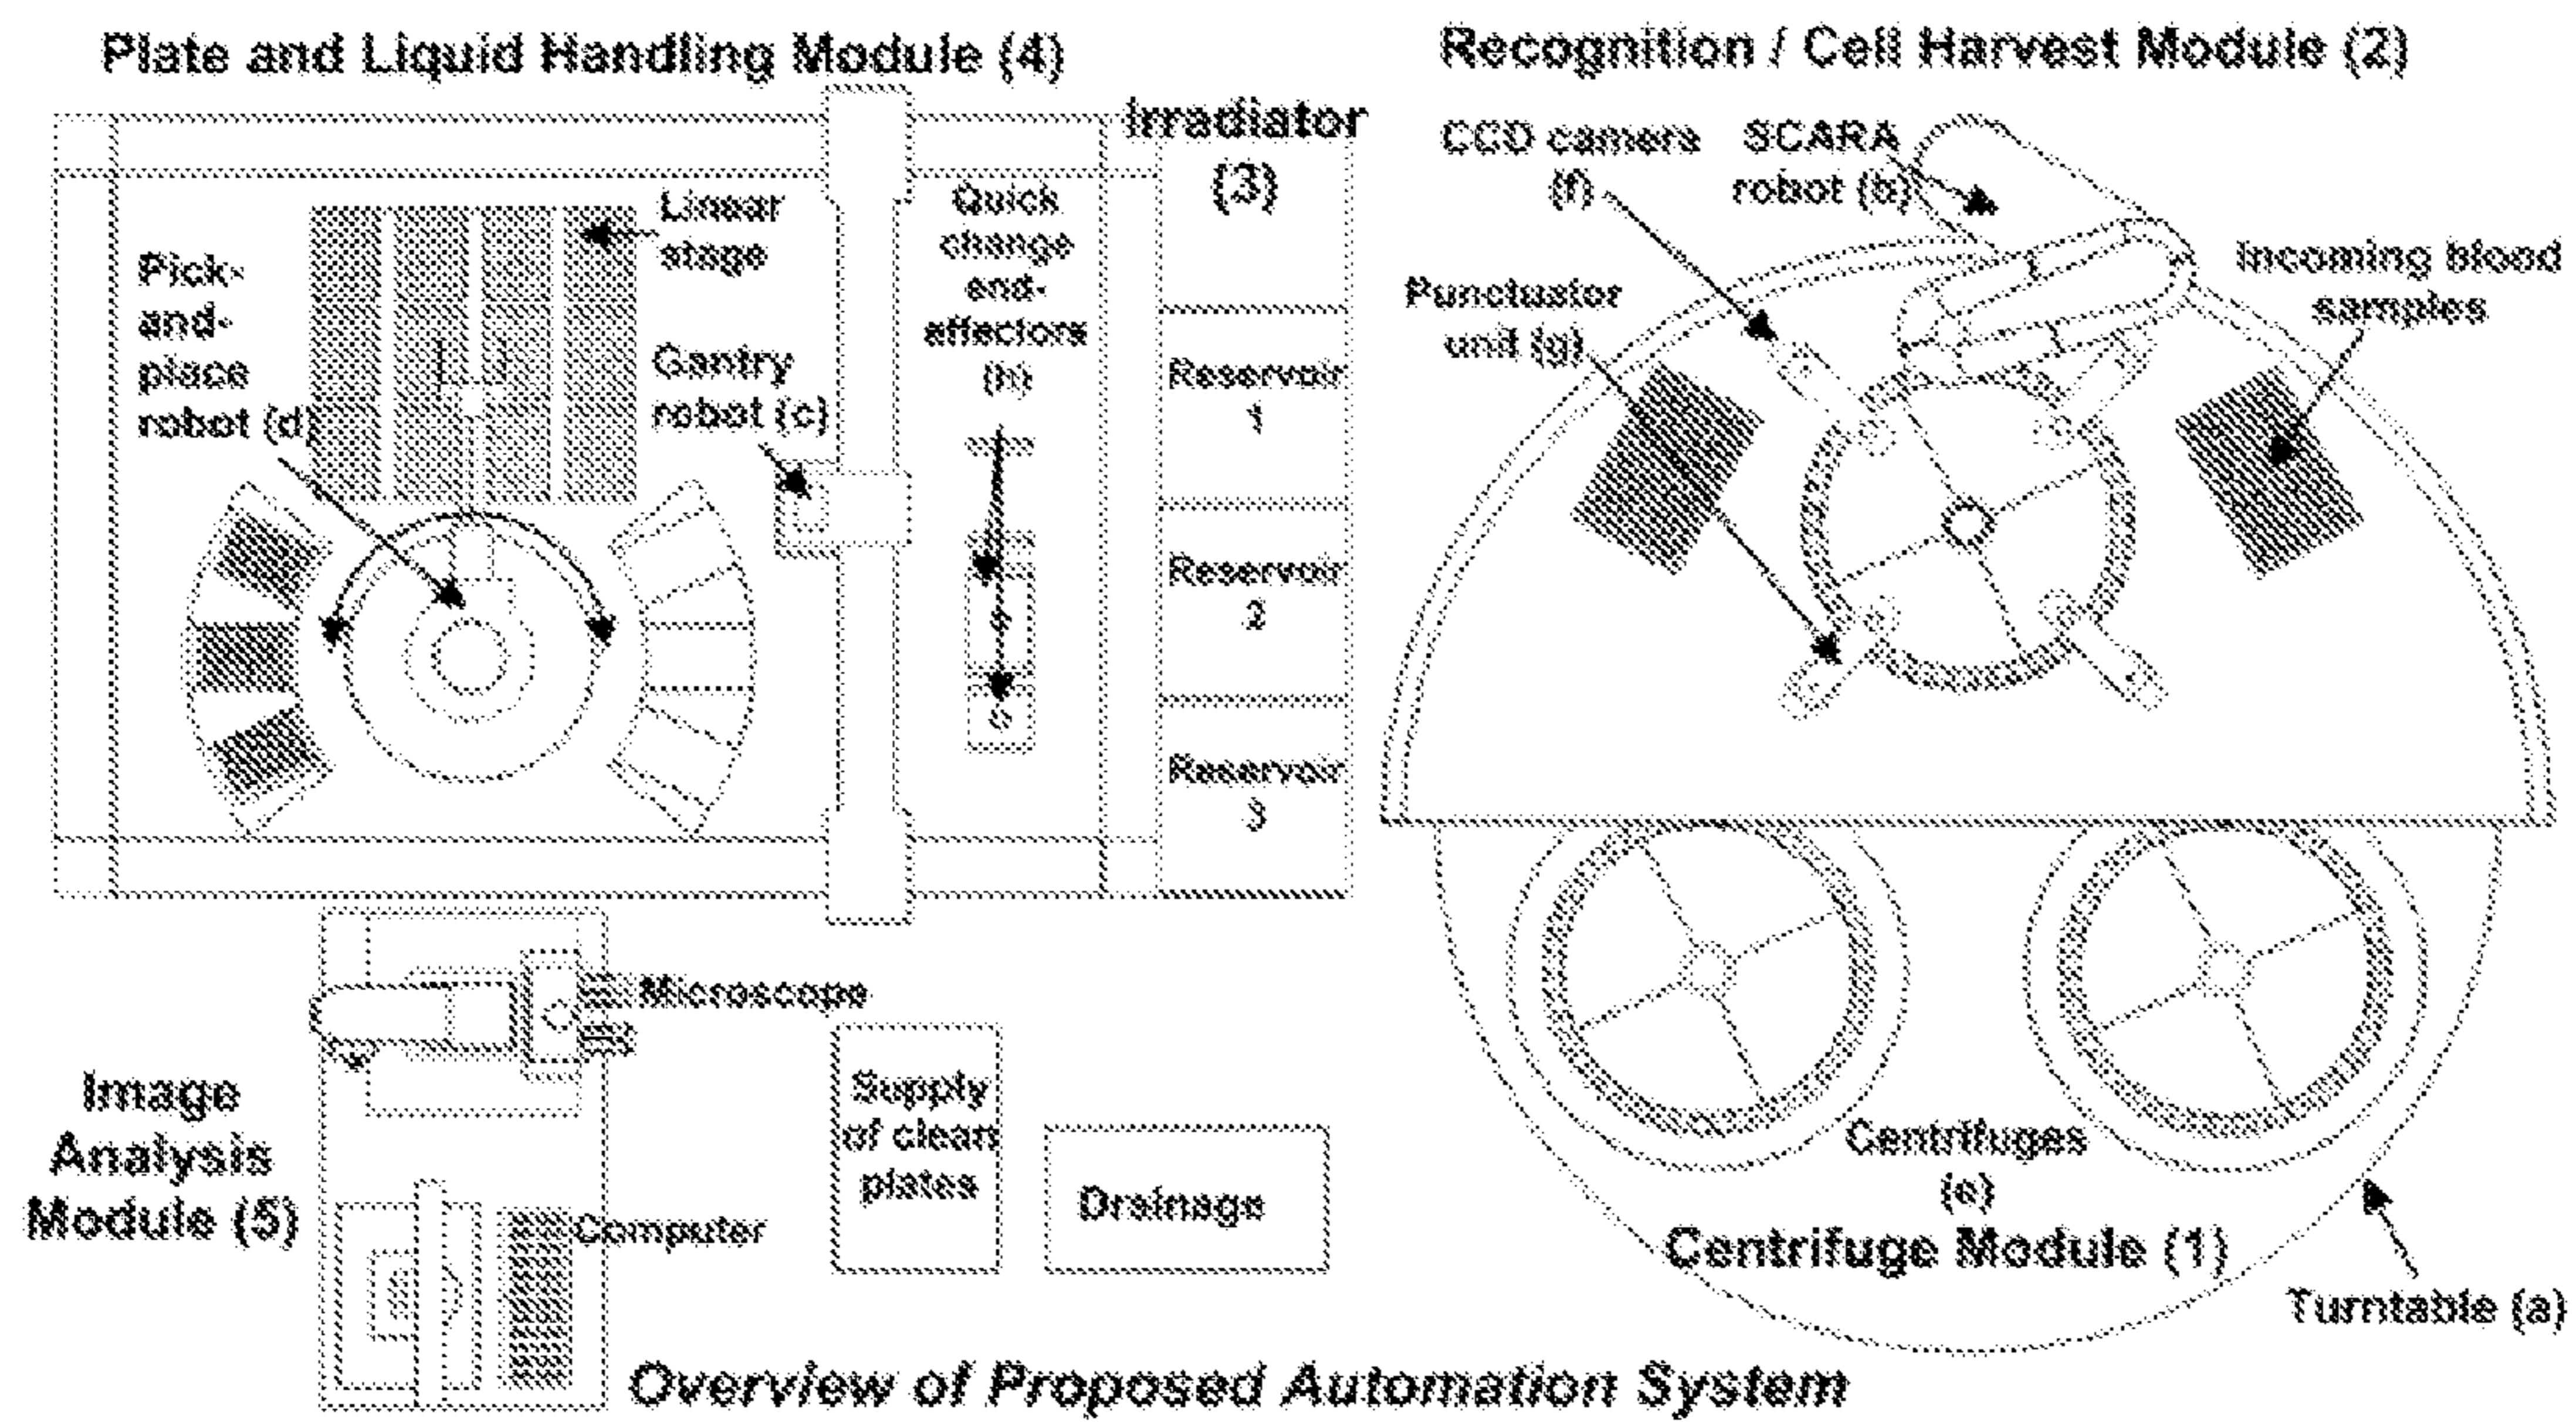 Plate and Liquid Handling Module (4)
Recognition / Cell Harvest Module (2)
Irradiator
(3)
CCD camera
(f)
SCARA
robot (b)
Linear
stage
Quick
change
end-
effectors
(h)
Pick-
and-
place
robot (d)
Gantry
robot (c)
Punctuator
unit (g)
Incoming blood
samples
Reservoir
1
Reservoir
2
Reservoir
3
Microscope
Image
Analysis
Module (5)
Supply
of clean
plates
Drainage
Computer
Centrifuges
(e)
Centrifuge Module (1)
Turntable (a)
Overview of Proposed Automation System